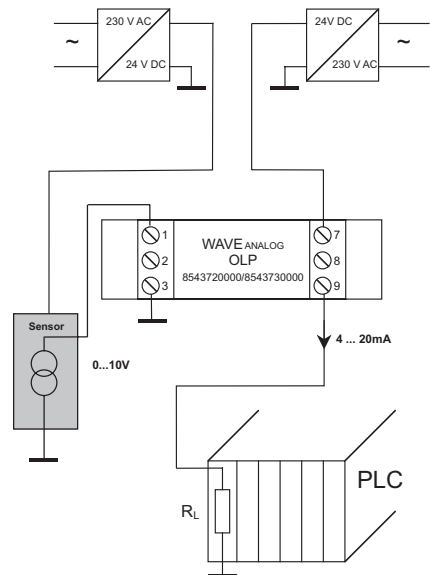 230 V AC
~
24 V DC
24V DC
~
230 V AC
1
2
3
WAVE ANALOG
OLP
8543720000/8543730000
7
8
9
Sensor
0...10V
4 ... 20mA
PLC
RL